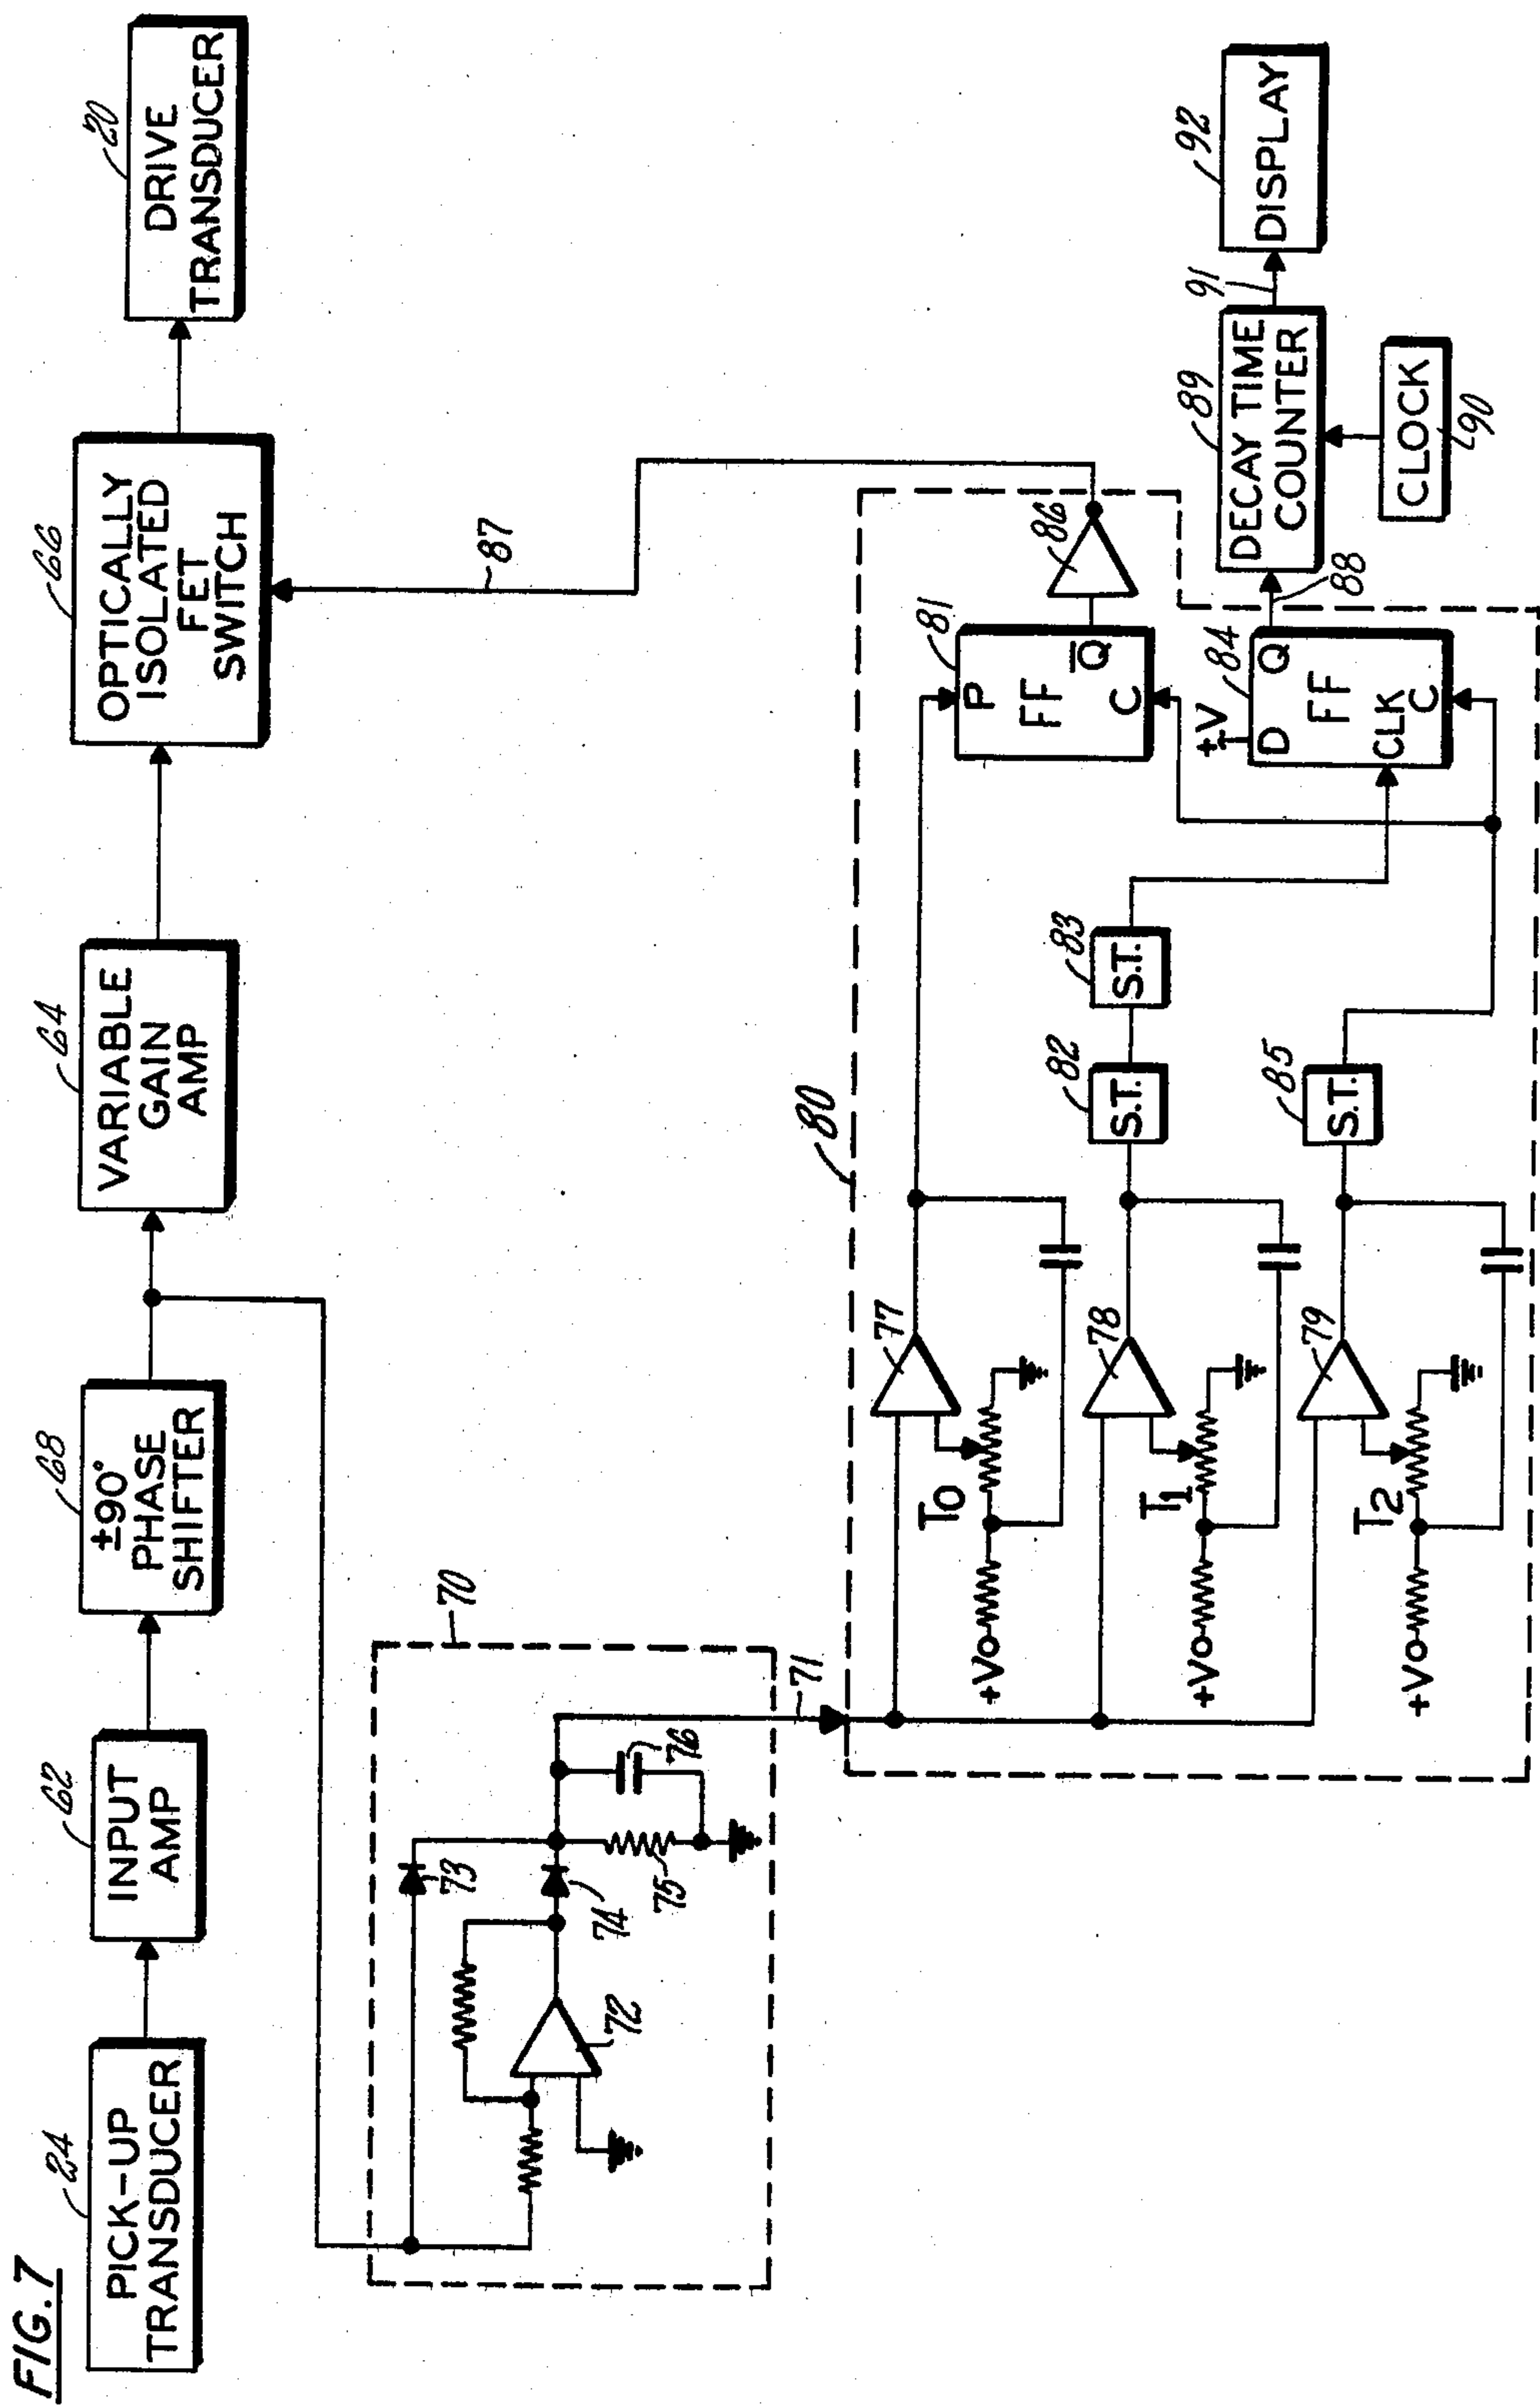 FIG. 7
24
PICK-UP
TRANSDUCER
62
INPUT
AMP
68
±90°
PHASE
SHIFTER
64
VARIABLE
GAIN
AMP
66
OPTICALLY
ISOLATED
FET
SWITCH
20
DRIVE
TRANSDUCER
70
72
73
74
75
76
71
80
77
T0
+V
78
T1
+V
79
T2
+V
82
S.T.
83
S.T.
85
S.T.
81
P
FF
Q̅
C
86
87
+V
84
D
Q
FF
CLK
C
88
89
DECAY TIME
COUNTER
CLOCK
90
91
92
DISPLAY